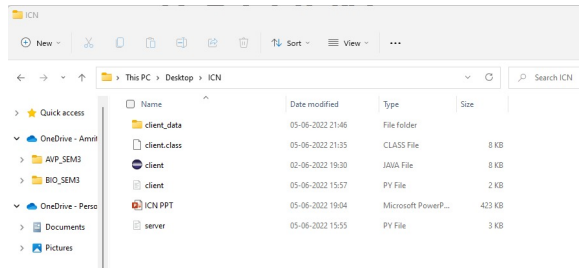 ICN
New Sort View ...
This PC > Desktop > ICN Search ICN
Name Date modified Type Size
Quick access
client_data 05-06-2022 21:46 File folder
OneDrive - Amrit
client.class 05-06-2022 21:35 CLASS File 8 KB
AVP_SEM3
client 02-06-2022 19:30 JAVA File 8 KB
BIO_SEM3
client 05-06-2022 15:57 PY File 2 KB
OneDrive - Perso
ICN PPT 05-06-2022 19:04 Microsoft PowerP... 423 KB
Documents
server 05-06-2022 15:55 PY File 3 KB
Pictures